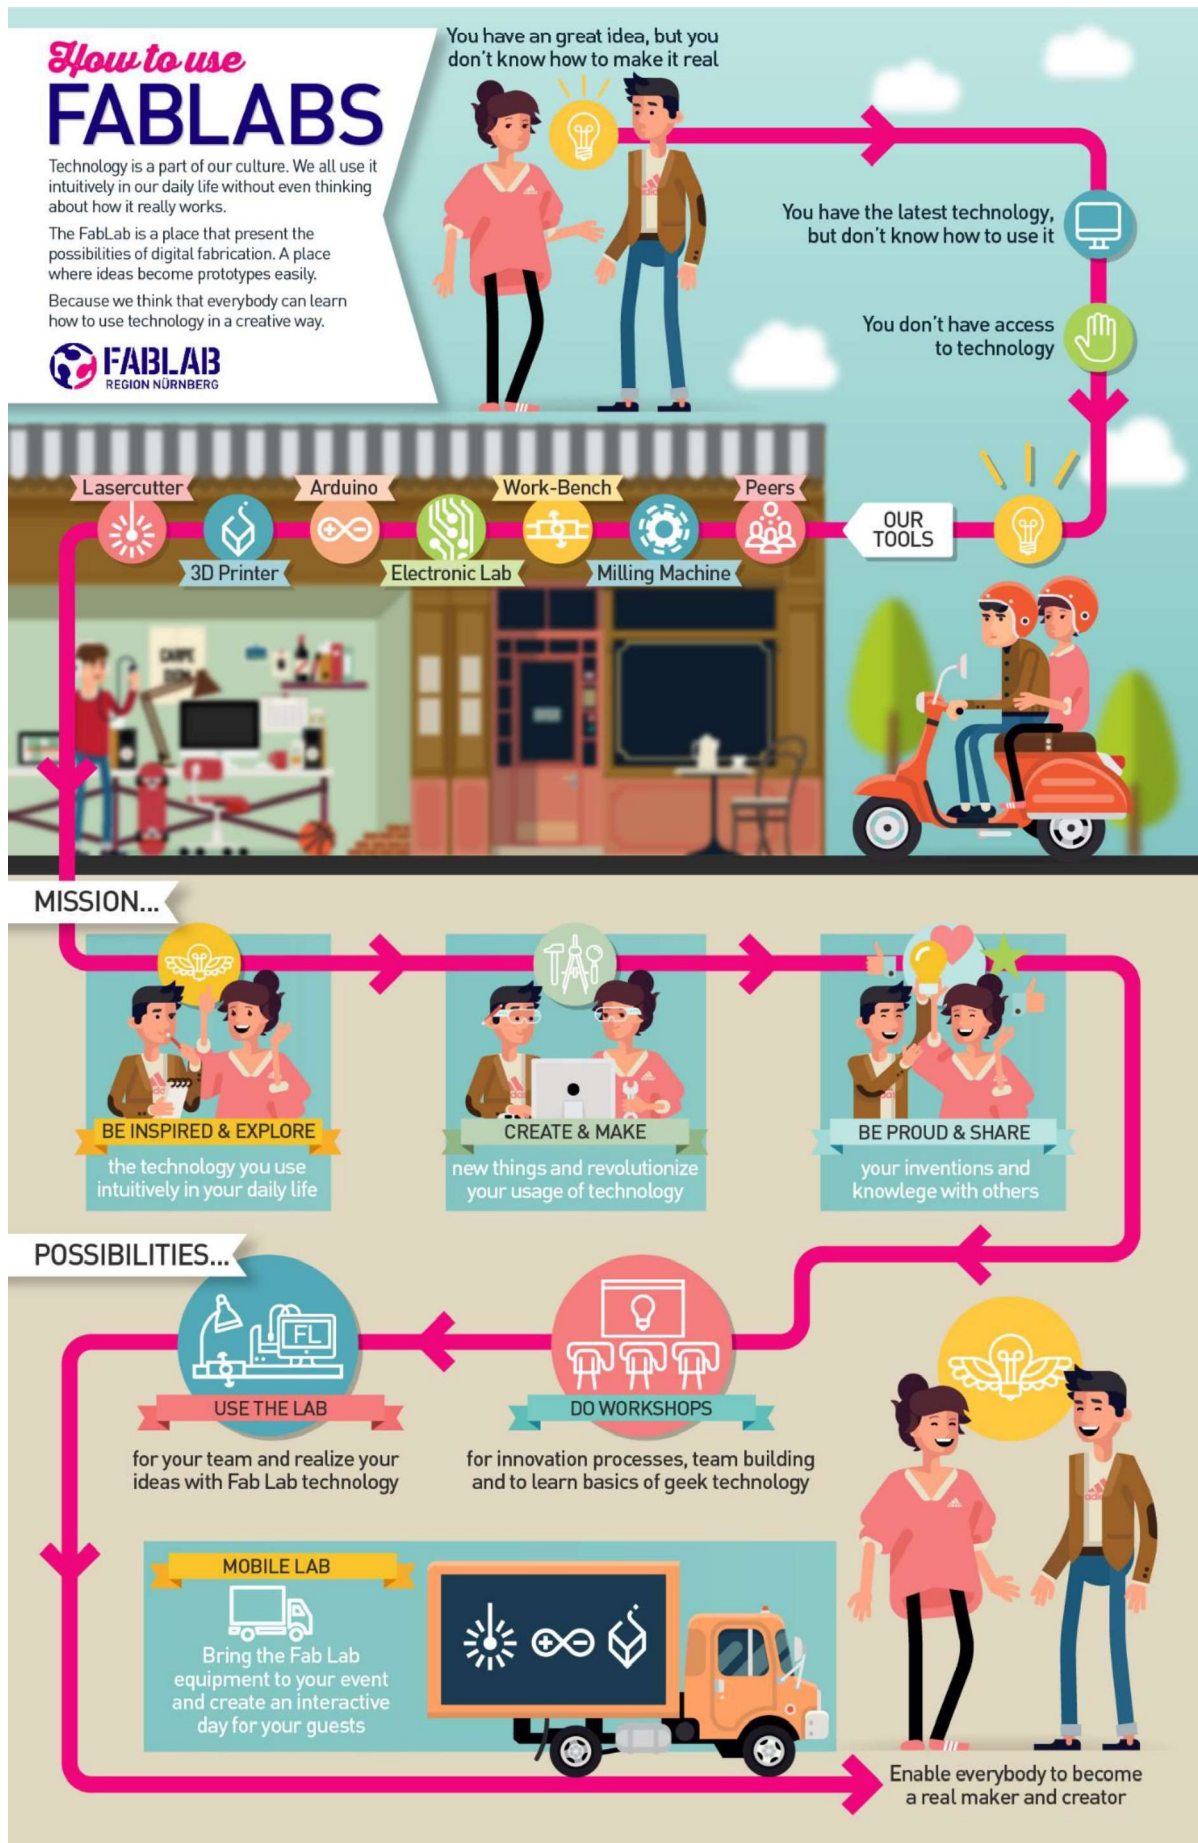 How to use
FABLABS
Technology is a part of our culture. We all use it
intuitively in our daily life without even thinking
about how it really works.
The FabLab is a place that present the
possibilities of digital fabrication. A place
where ideas become prototypes easily.
Because we think that everybody can learn
how to use technology in a creative way.
FABLAB
REGION NÜRNBERG
You have an great idea, but you
don't know how to make it real
You have the latest technology,
but don't know how to use it
You don't have access
to technology
OUR
TOOLS
Peers
Milling Machine
Work-Bench
Electronic Lab
Arduino
3D Printer
Lasercutter
CARPE
DIEM
MISSION...
BE INSPIRED & EXPLORE
the technology you use
intuitively in your daily life
CREATE & MAKE
new things and revolutionize
your usage of technology
BE PROUD & SHARE
your inventions and
knowlege with others
POSSIBILITIES...
FL
USE THE LAB
for your team and realize your
ideas with Fab Lab technology
DO WORKSHOPS
for innovation processes, team building
and to learn basics of geek technology
MOBILE LAB
Bring the Fab Lab
equipment to your event
and create an interactive
day for your guests
Enable everybody to become
a real maker and creator